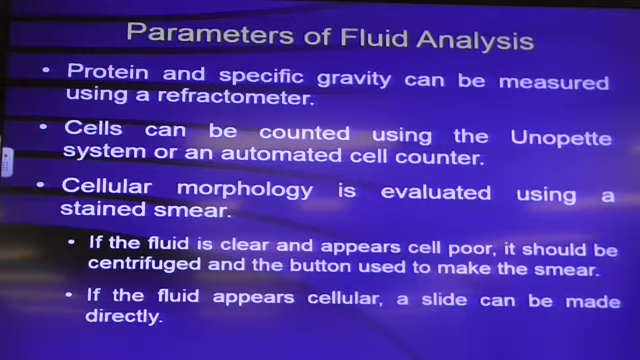 Parameters of Fluid Analysis
• Protein and specific gravity can be measured
using a refractometer.
• Cells can be counted using the Unopette
system or an automated cell counter.
• Cellular morphology is evaluated using a
stained smear.
• If the fluid is clear and appears cell poor, it should be
centrifuged and the button used to make the smear.
• If the fluid appears cellular, a slide can be made
directly.